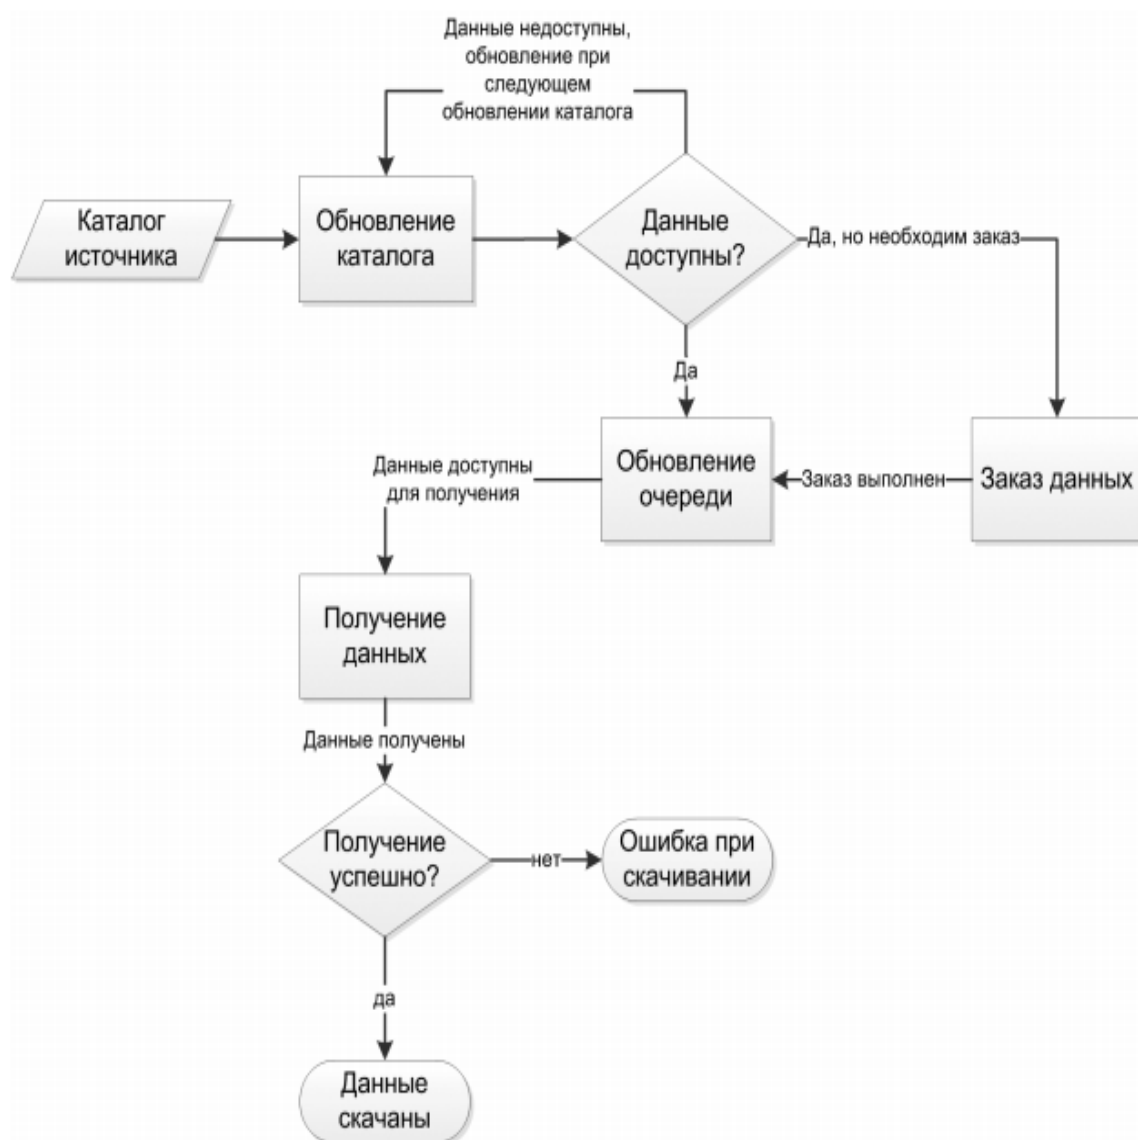 Данные недоступны,
обновление при
следующем
обновлении каталога
Каталог
источника
Обновление
каталога
Данные
доступны?
Да, но необходим заказ
Да
Обновление
очереди
Заказ выполнен
Заказ данных
Данные доступны
для получения
Получение
данных
Данные получены
Получение
успешно?
нет
Ошибка при
скачивании
да
Данные
скачаны